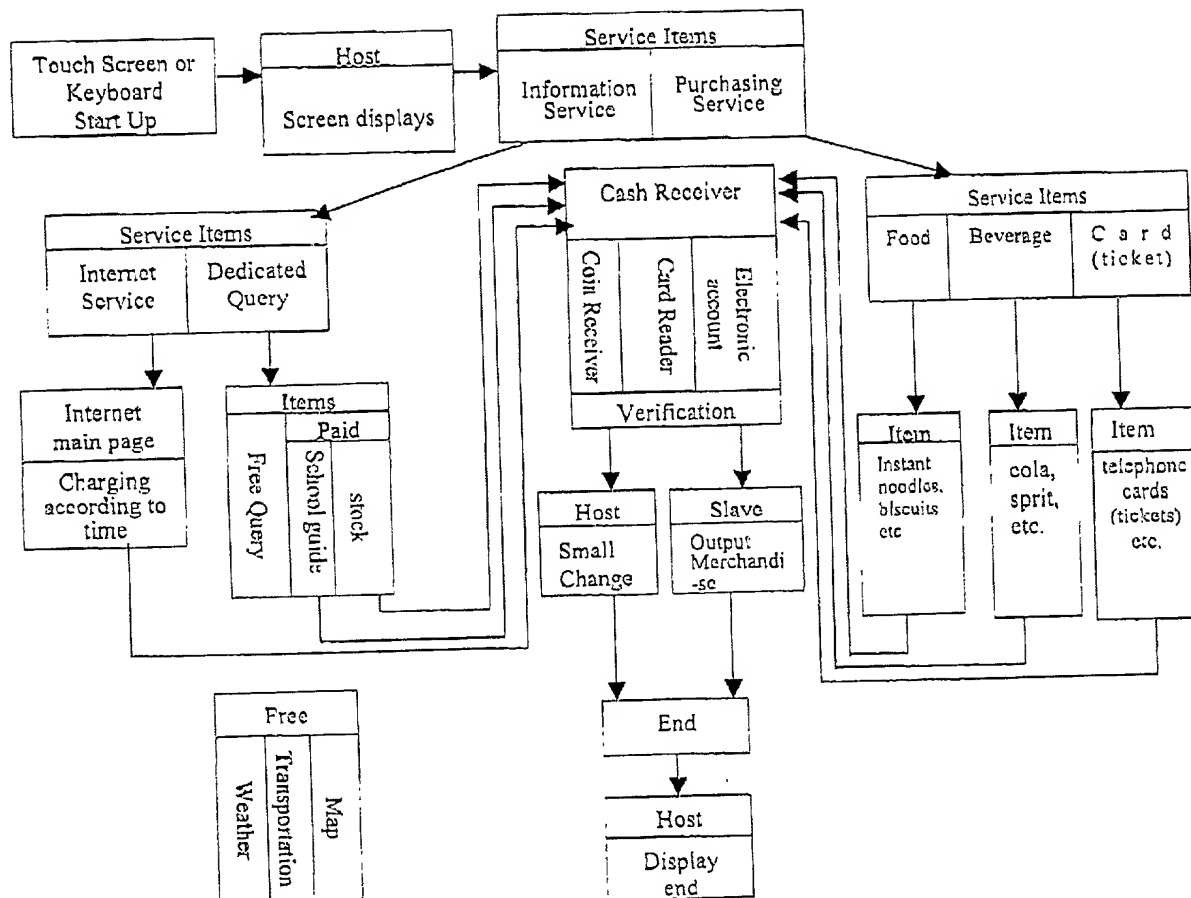 Touch Screen or
Keyboard
Start Up
Host
Screen displays
Service Items
Information
Service
Purchasing
Service
Service Items
Internet
Service
Dedicated
Query
Cash Receiver
Coin Receiver
Card Reader
Electronic
account
Verification
Service Items
Food
Beverage
Card
(ticket)
Internet
main page
Charging
according to
time
Items
Free Query
Paid
School guide
stock
Host
Small
Change
Slave
Output
Merchandi
-se
Item
Instant
noodles,
biscuits
etc
Item
cola,
sprit,
etc.
Item
telephone
cards
(tickets)
etc.
Free
Weather
Transportation
Map
End
Host
Display
end